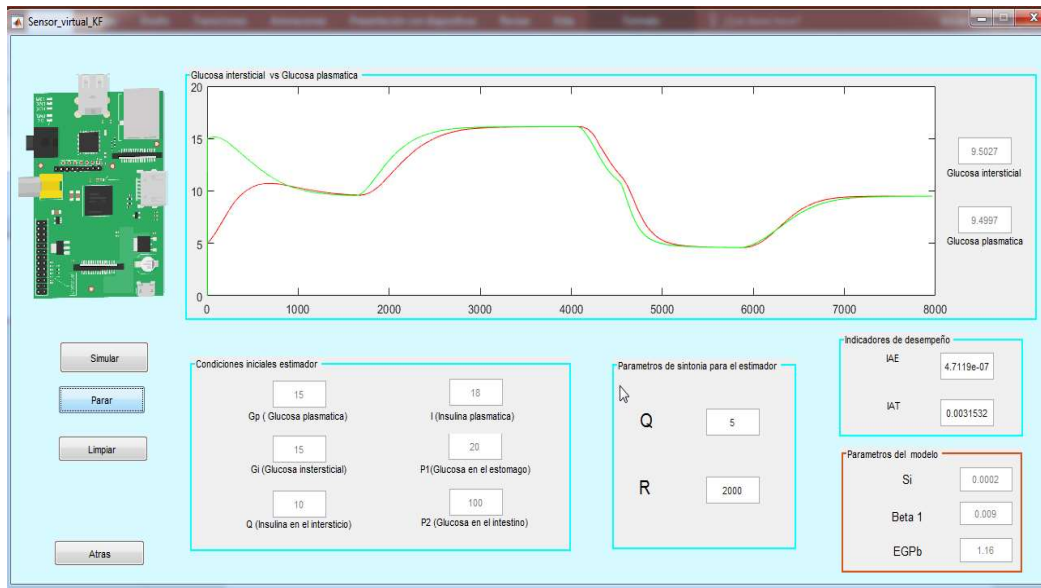 Sensor_virtual_KF
Glucosa intersticial vs Glucosa plasmatica
20
15
10
5
0
0 1000 2000 3000 4000 5000 6000 7000 8000
9.5027
Glucosa intersticial
9.4997
Glucosa plasmatica
Simular
Parar
Limpiar
Atras
Condiciones iniciales estimador
15
Gp ( Glucosa plasmatica)
18
I (Insulina plasmatica)
15
Gi (Glucosa instersticial)
20
P1(Glucosa en el estomago)
10
Q (Insulina en el intersticio)
100
P2 (Glucosa en el intestino)
Parametros de sintonia para el estimador
Q 5
R 2000
Indicadores de desempeño
IAE 4.7119e-07
IAT 0.0031532
Parametros del modelo
Si 0.0002
Beta 1 0.009
EGPb 1.16